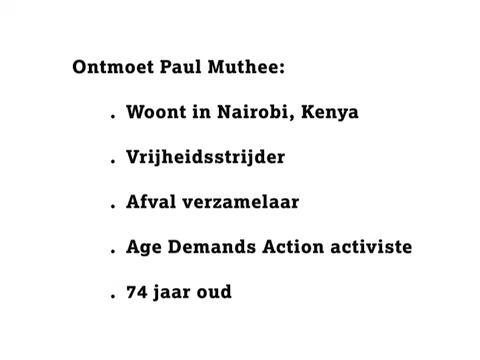 Ontmoet Paul Muthee:
. Woont in Nairobi, Kenya
. Vrijheidsstrijder
. Afval verzamelaar
. Age Demands Action activiste
. 74 jaar oud